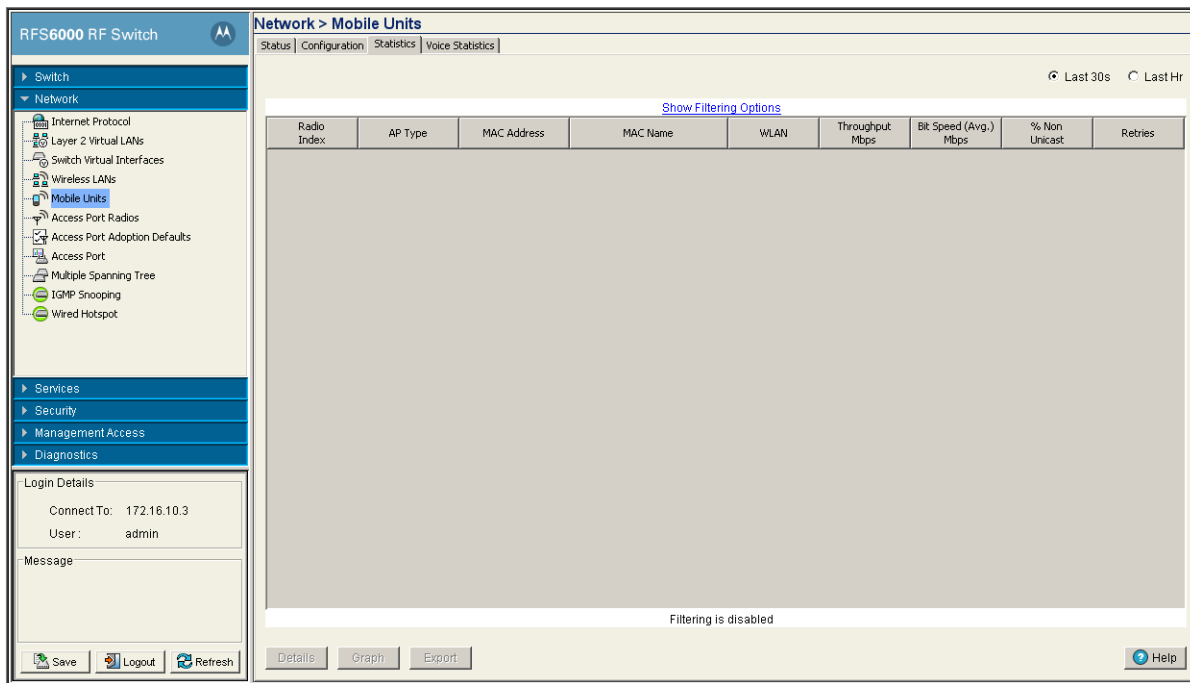 RFS6000 RF Switch
Network > Mobile Units
Status Configuration Statistics Voice Statistics
Last 30s Last Hr
Show Filtering Options
Radio Index AP Type MAC Address MAC Name WLAN Throughput Mbps Bit Speed (Avg.) Mbps % Non Unicast Retries
Switch
Network
Internet Protocol
Layer 2 Virtual LANs
Switch Virtual Interfaces
Wireless LANs
Mobile Units
Access Port Radios
Access Port Adoption Defaults
Access Port
Multiple Spanning Tree
IGMP Snooping
Wired Hotspot
Services
Security
Management Access
Diagnostics
Login Details
Connect To: 172.16.10.3
User : admin
Message
Save Logout Refresh
Filtering is disabled
Details Graph Export Help